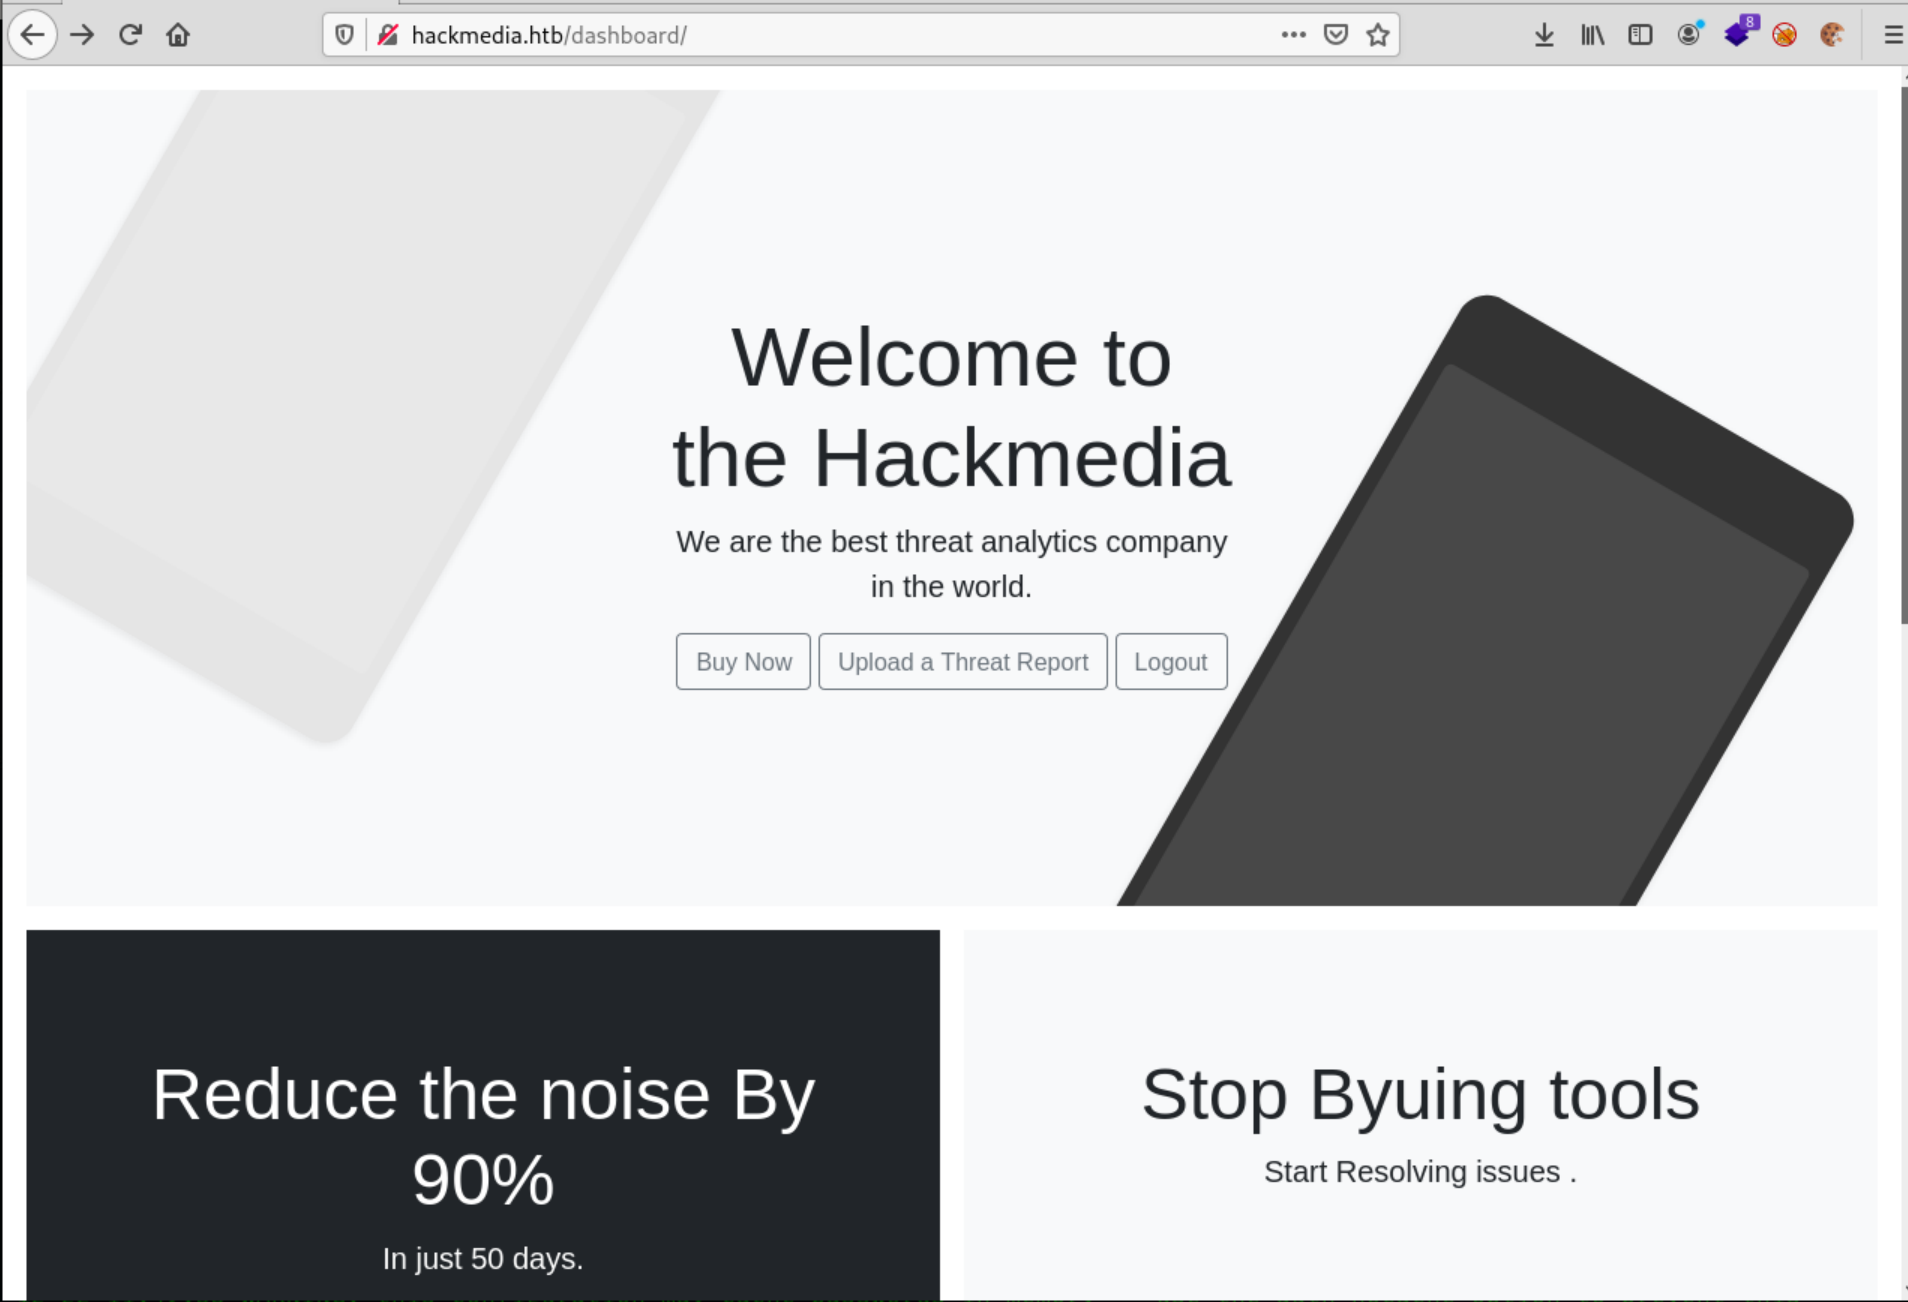 hackmedia.htb/dashboard/
8
Welcome to
the Hackmedia
We are the best threat analytics company
in the world.
Buy Now Upload a Threat Report Logout
Reduce the noise By
90%
In just 50 days.
Stop Byuing tools
Start Resolving issues .